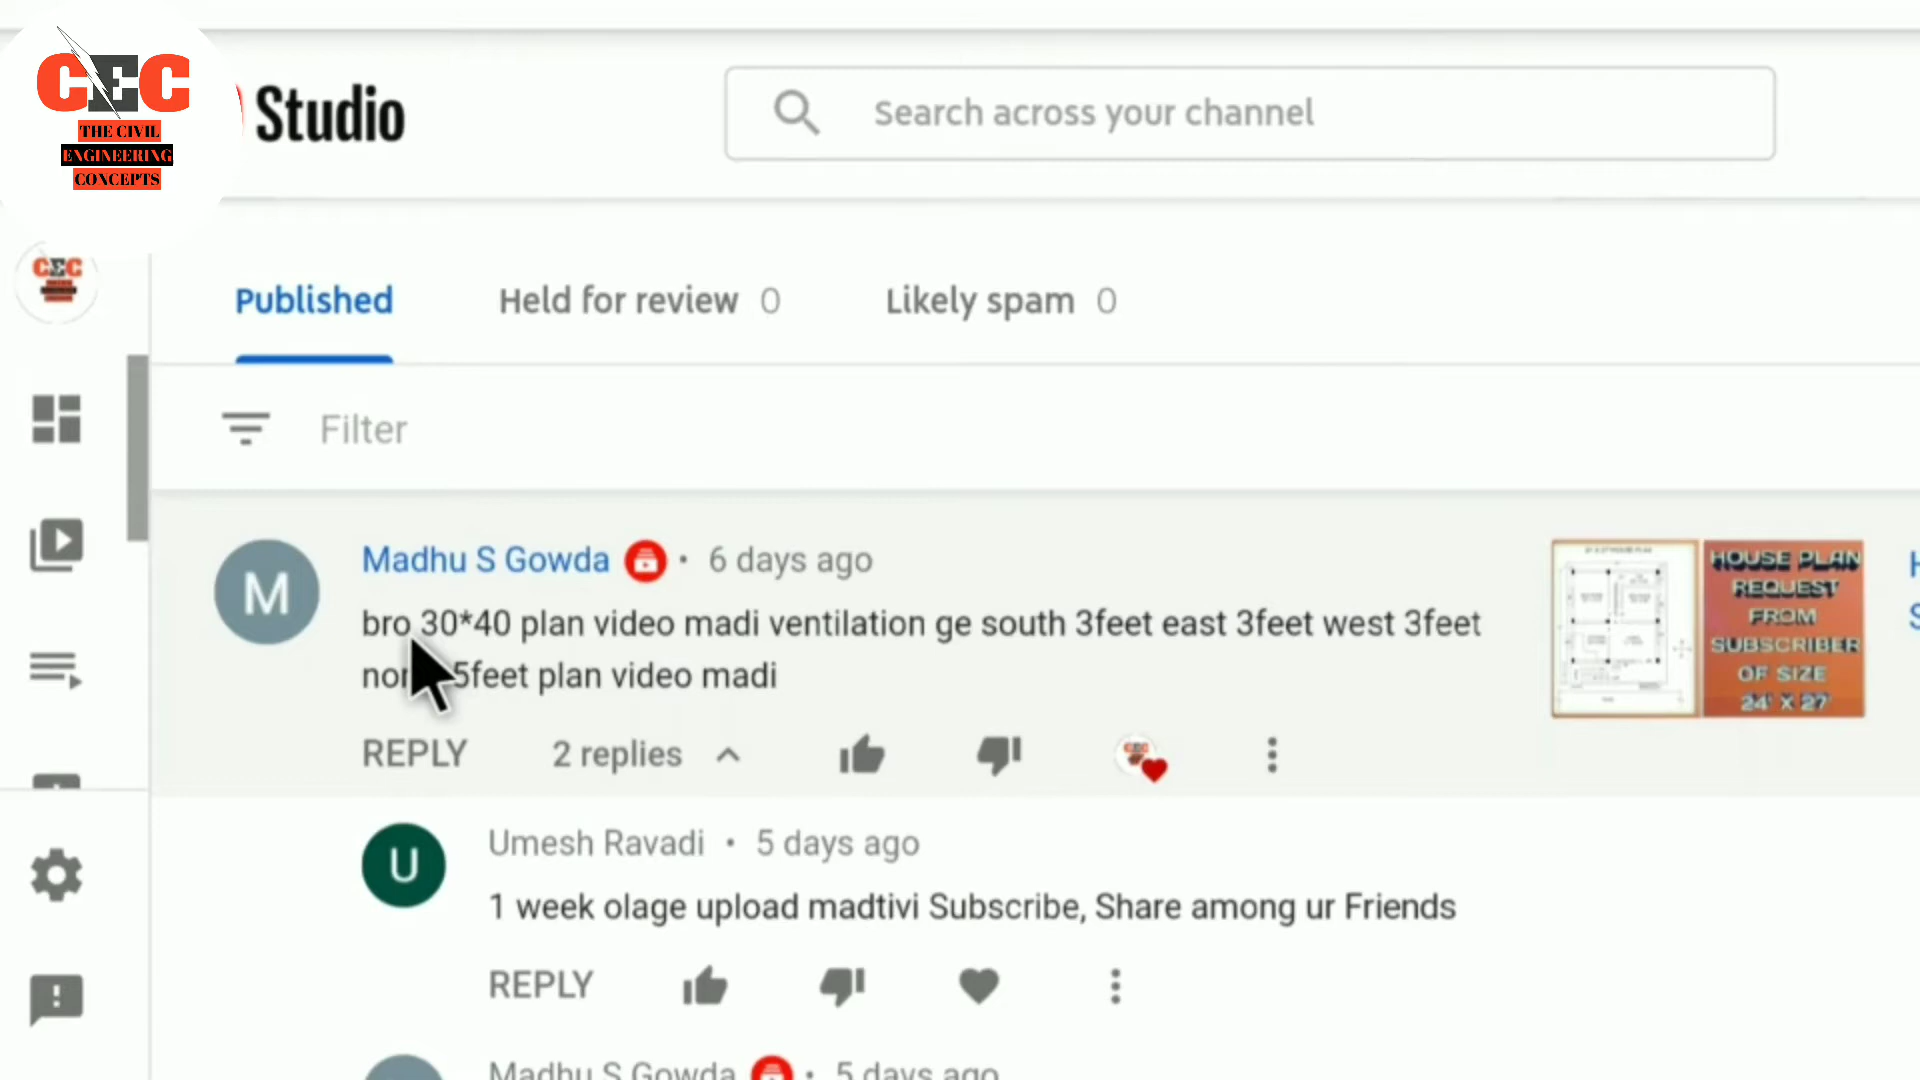 CEC
THE CIVIL
ENGINEERING
CONCEPTS
Studio
Search across your channel
CEC
Published
Held for review 0
Likely spam 0
Filter
M
Madhu S Gowda • 6 days ago
bro 30*40 plan video madi ventilation ge south 3feet east 3feet west 3feet
5feet plan video madi
HOUSE PLAN
REQUEST
FROM
SUBSCRIBER
OF SIZE
24' X 27'
REPLY
2 replies
CEC
U
Umesh Ravadi • 5 days ago
1 week olage upload madtivi Subscribe, Share among ur Friends
REPLY
Madhu S Gowda • 5 days ago